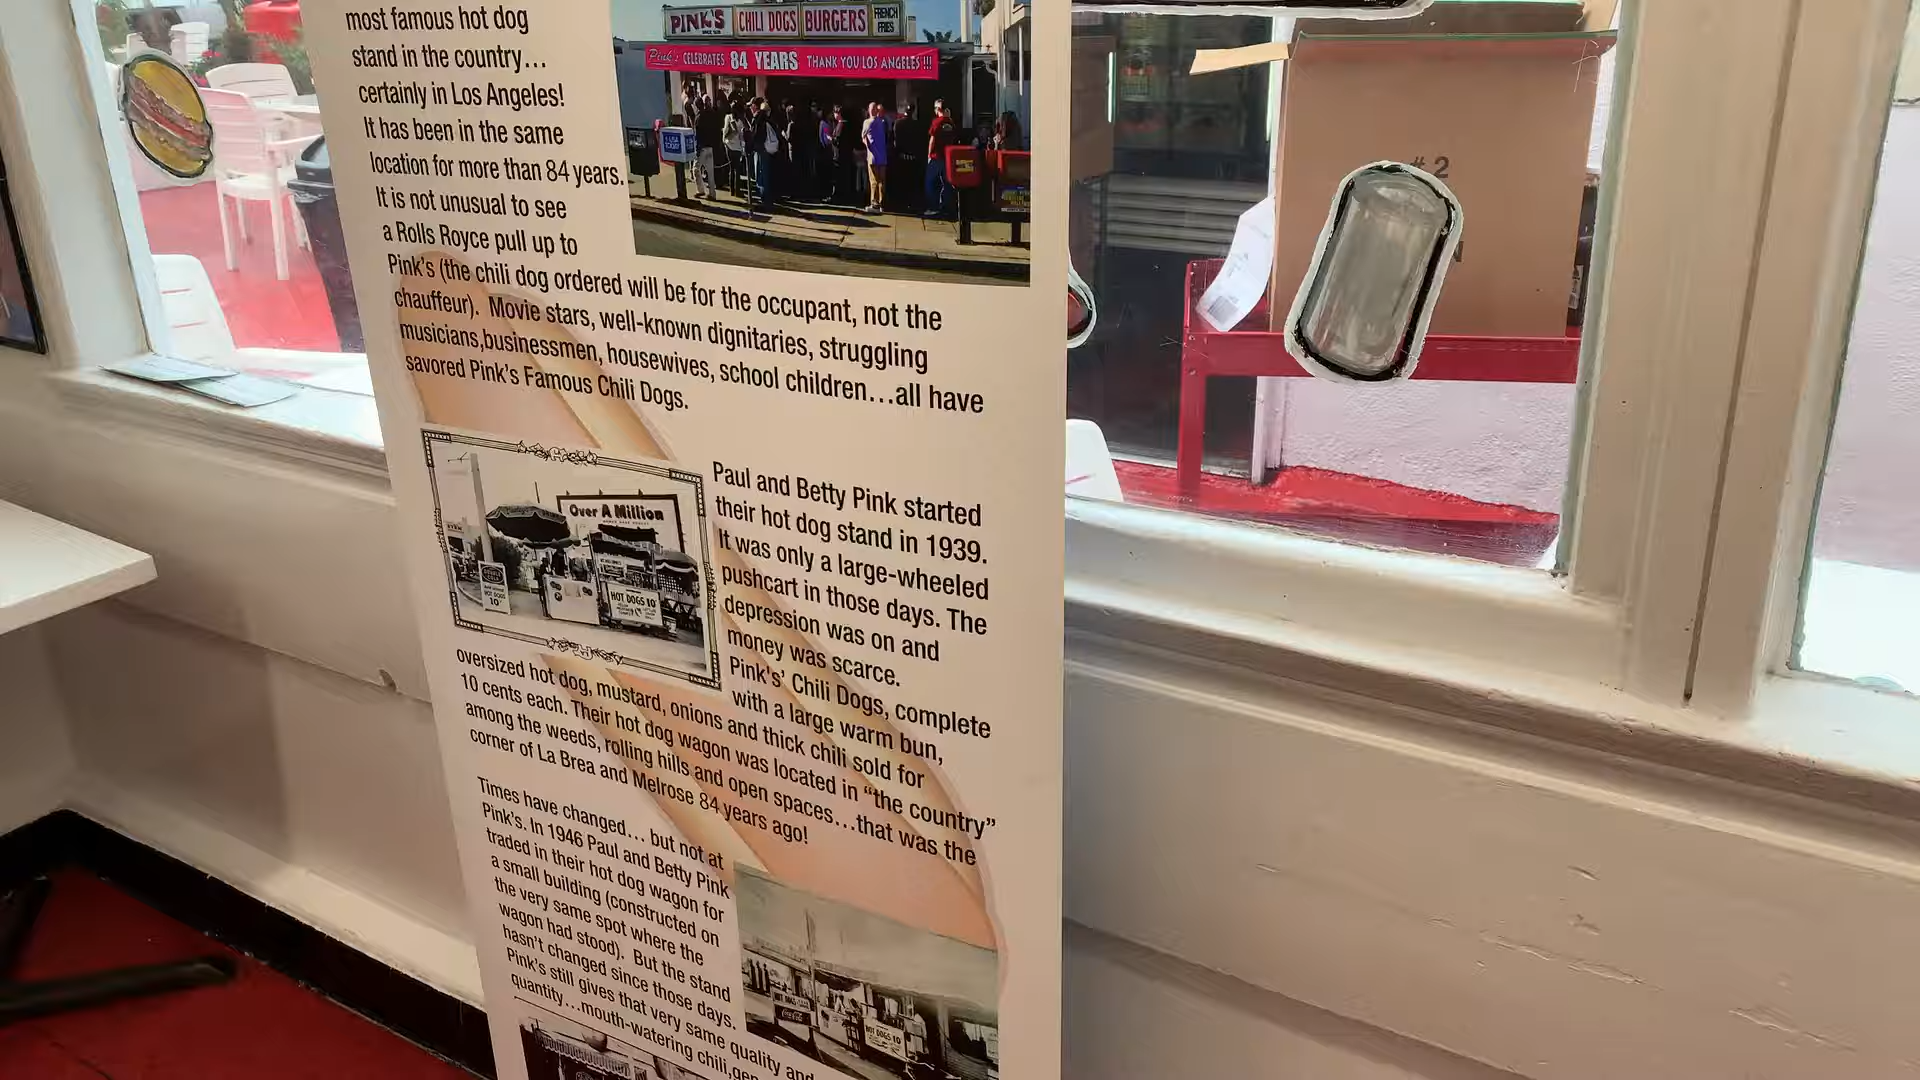 most famous hot dog
stand in the country...
certainly in Los Angeles!
It has been in the same
location for more than 84 years.
It is not unusual to see
a Rolls Royce pull up to
Pink's (the chili dog ordered will be for the occupant, not the
chauffeur). Movie stars, well-known dignitaries, struggling
musicians,businessmen, housewives, school children...all have
savored Pink's Famous Chili Dogs.
PINK'S CHILI DOGS BURGERS FRENCH FRIES
Pink's CELEBRATES 84 YEARS THANK YOU LOS ANGELES!!!
USA TODAY
Over A Million
HOT DOGS 10¢
Paul and Betty Pink started
their hot dog stand in 1939.
It was only a large-wheeled
pushcart in those days. The
depression was on and
money was scarce.
Pink's' Chili Dogs, complete
with a large warm bun,
oversized hot dog, mustard, onions and thick chili sold for
10 cents each. Their hot dog wagon was located in “the country”
among the weeds, rolling hills and open spaces...that was the
corner of La Brea and Melrose 84 years ago!
Times have changed... but not at
Pink's. In 1946 Paul and Betty Pink
traded in their hot dog wagon for
a small building (constructed on
the very same spot where the
wagon had stood). But the stand
hasn't changed since those days.
Pink's still gives that very same quality and
quantity...mouth-watering chili,gen
HOT DOGS 10¢
#2